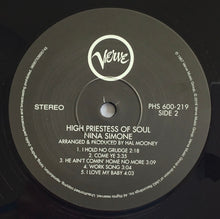 Verve
STEREO
PHS 600-219
SIDE 2
HIGH PRIESTESS OF SOUL
NINA SIMONE
ARRANGED & PRODUCED BY HAL MOONEY
1. I HOLD NO GRUDGE 2:18
2. COME YE 3:35
3. HE AIN'T COMIN' HOME NO MORE 3:09
4. WORK SONG 3:04
5. I LOVE MY BABY 4:03